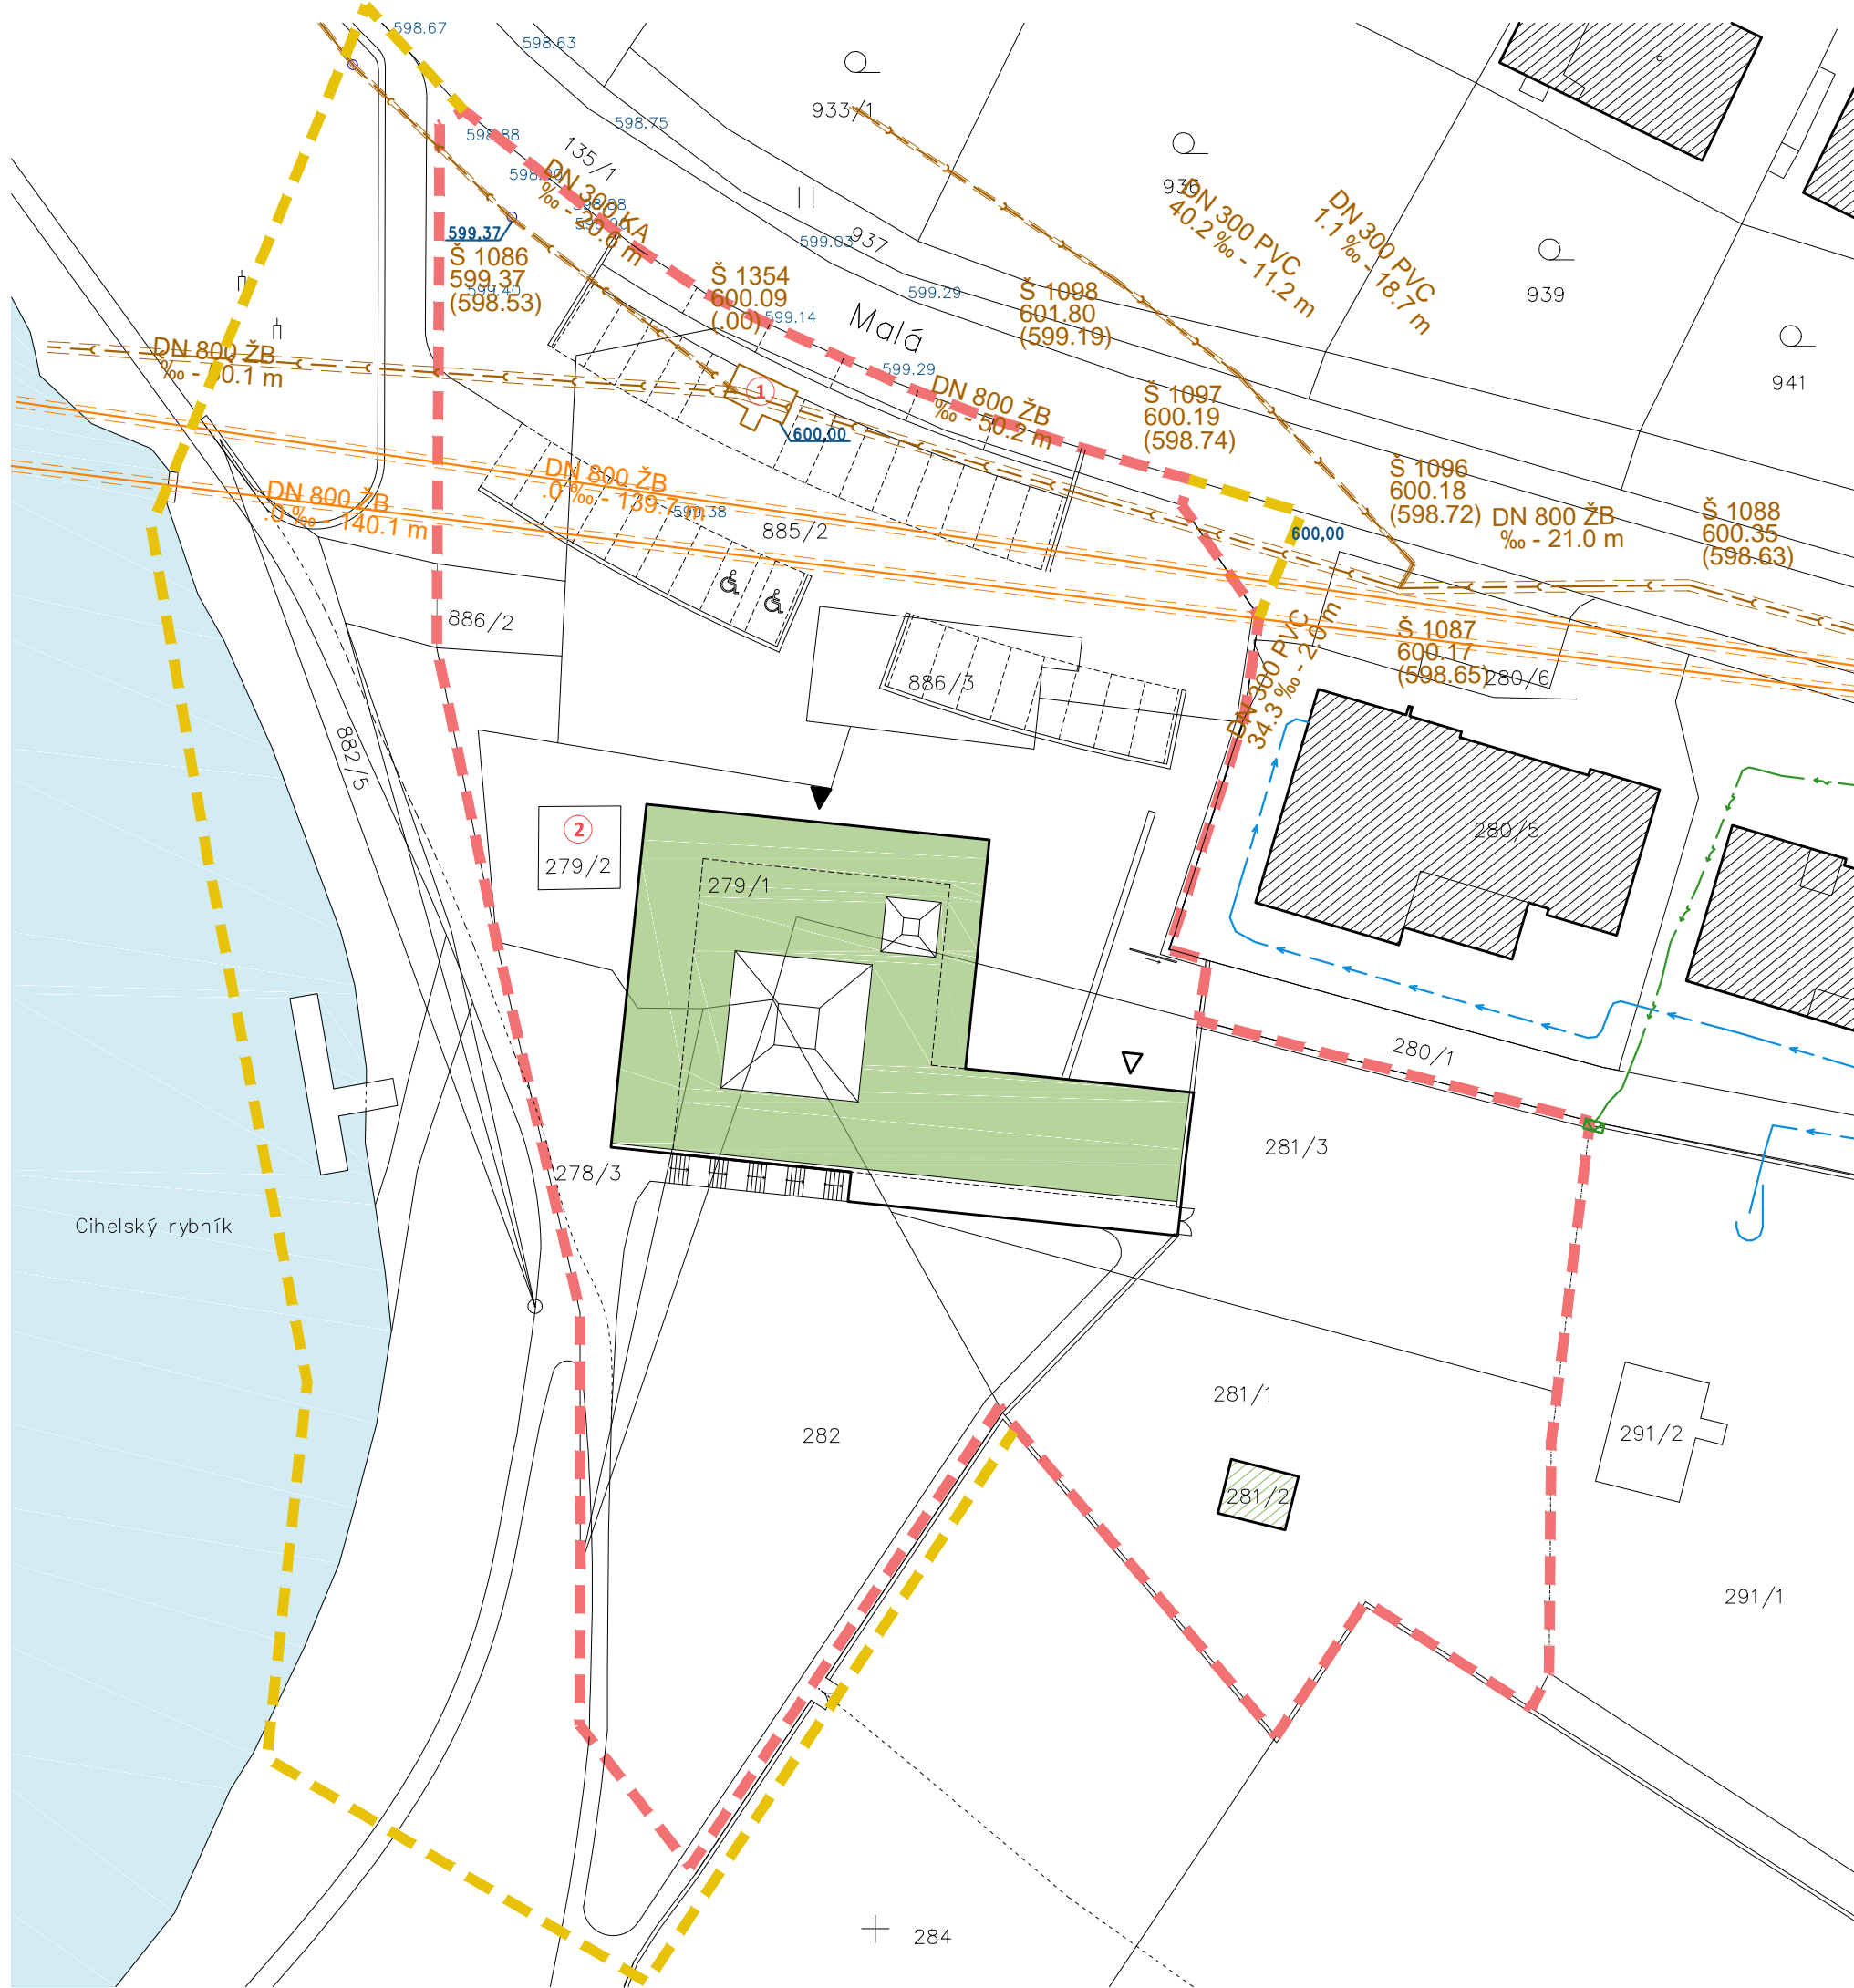 598.67
598.63
933/1
598.75
598.88
135/1
936
DN 300 KA
‰ - 20.6 m
DN 300 PVC
40.2 ‰ - 11.2 m
DN 300 PVC
1.1 ‰ - 18.7 m
599.37
937
599.03
Š 1086
599.37
(598.53)
599.40
Š 1354
600.09
(.00)
599.14
599.29
Š 1098
601.80
(599.19)
939
Malá
941
DN 800 ŽB
599.29
DN 800 ŽB
‰ - 50.2 m
1
600,00
Š 1097
600.19
(598.74)
Š 1096
600.18
(598.72)
DN 800 ŽB
‰ - 21.0 m
Š 1088
600.35
(598.63)
DN 800 ŽB
.0 ‰ - 140.1 m
DN 800 ŽB
.0 ‰ - 139.7 m
599.38
885/2
600,00
886/2
Š 1087
600.17
(598.65)
280/6
886/3
DN 300 PVC
34.3 ‰ - 2.0 m
882/5
2
279/2
279/1
280/5
280/1
281/3
278/3
Cihelský rybník
281/1
282
291/2
281/2
291/1
284